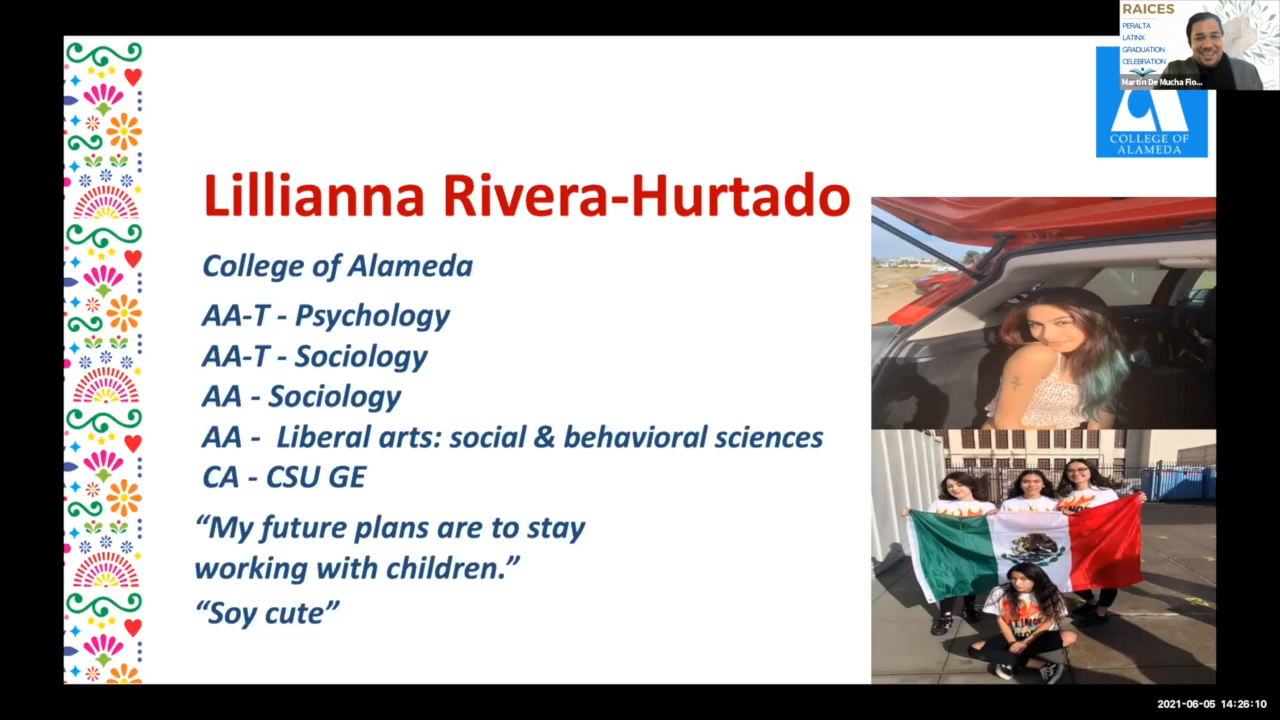 RAICES
PERALTA
LATINX
GRADUATION
CELEBRATION
Martín De Mucha Flo...
COLLEGE OF
ALAMEDA
Lillianna Rivera-Hurtado
College of Alameda
AA-T - Psychology
AA-T - Sociology
AA - Sociology
AA - Liberal arts: social & behavioral sciences
CA - CSU GE
“My future plans are to stay
working with children.”
“Soy cute”
2021-06-05 14:26:10